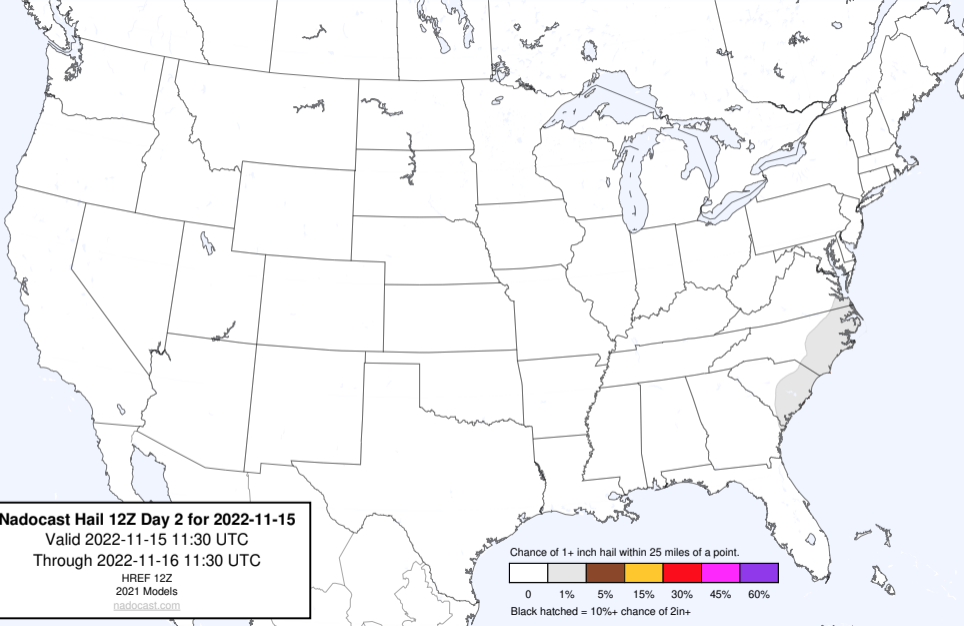 Nadocast Hail 12Z Day 2 for 2022-11-15
Valid 2022-11-15 11:30 UTC
Through 2022-11-16 11:30 UTC
HREF 12Z
2021 Models
nadocast.com
Chance of 1+ inch hail within 25 miles of a point.
0 1% 5% 15% 30% 45% 60%
Black hatched = 10%+ chance of 2in+